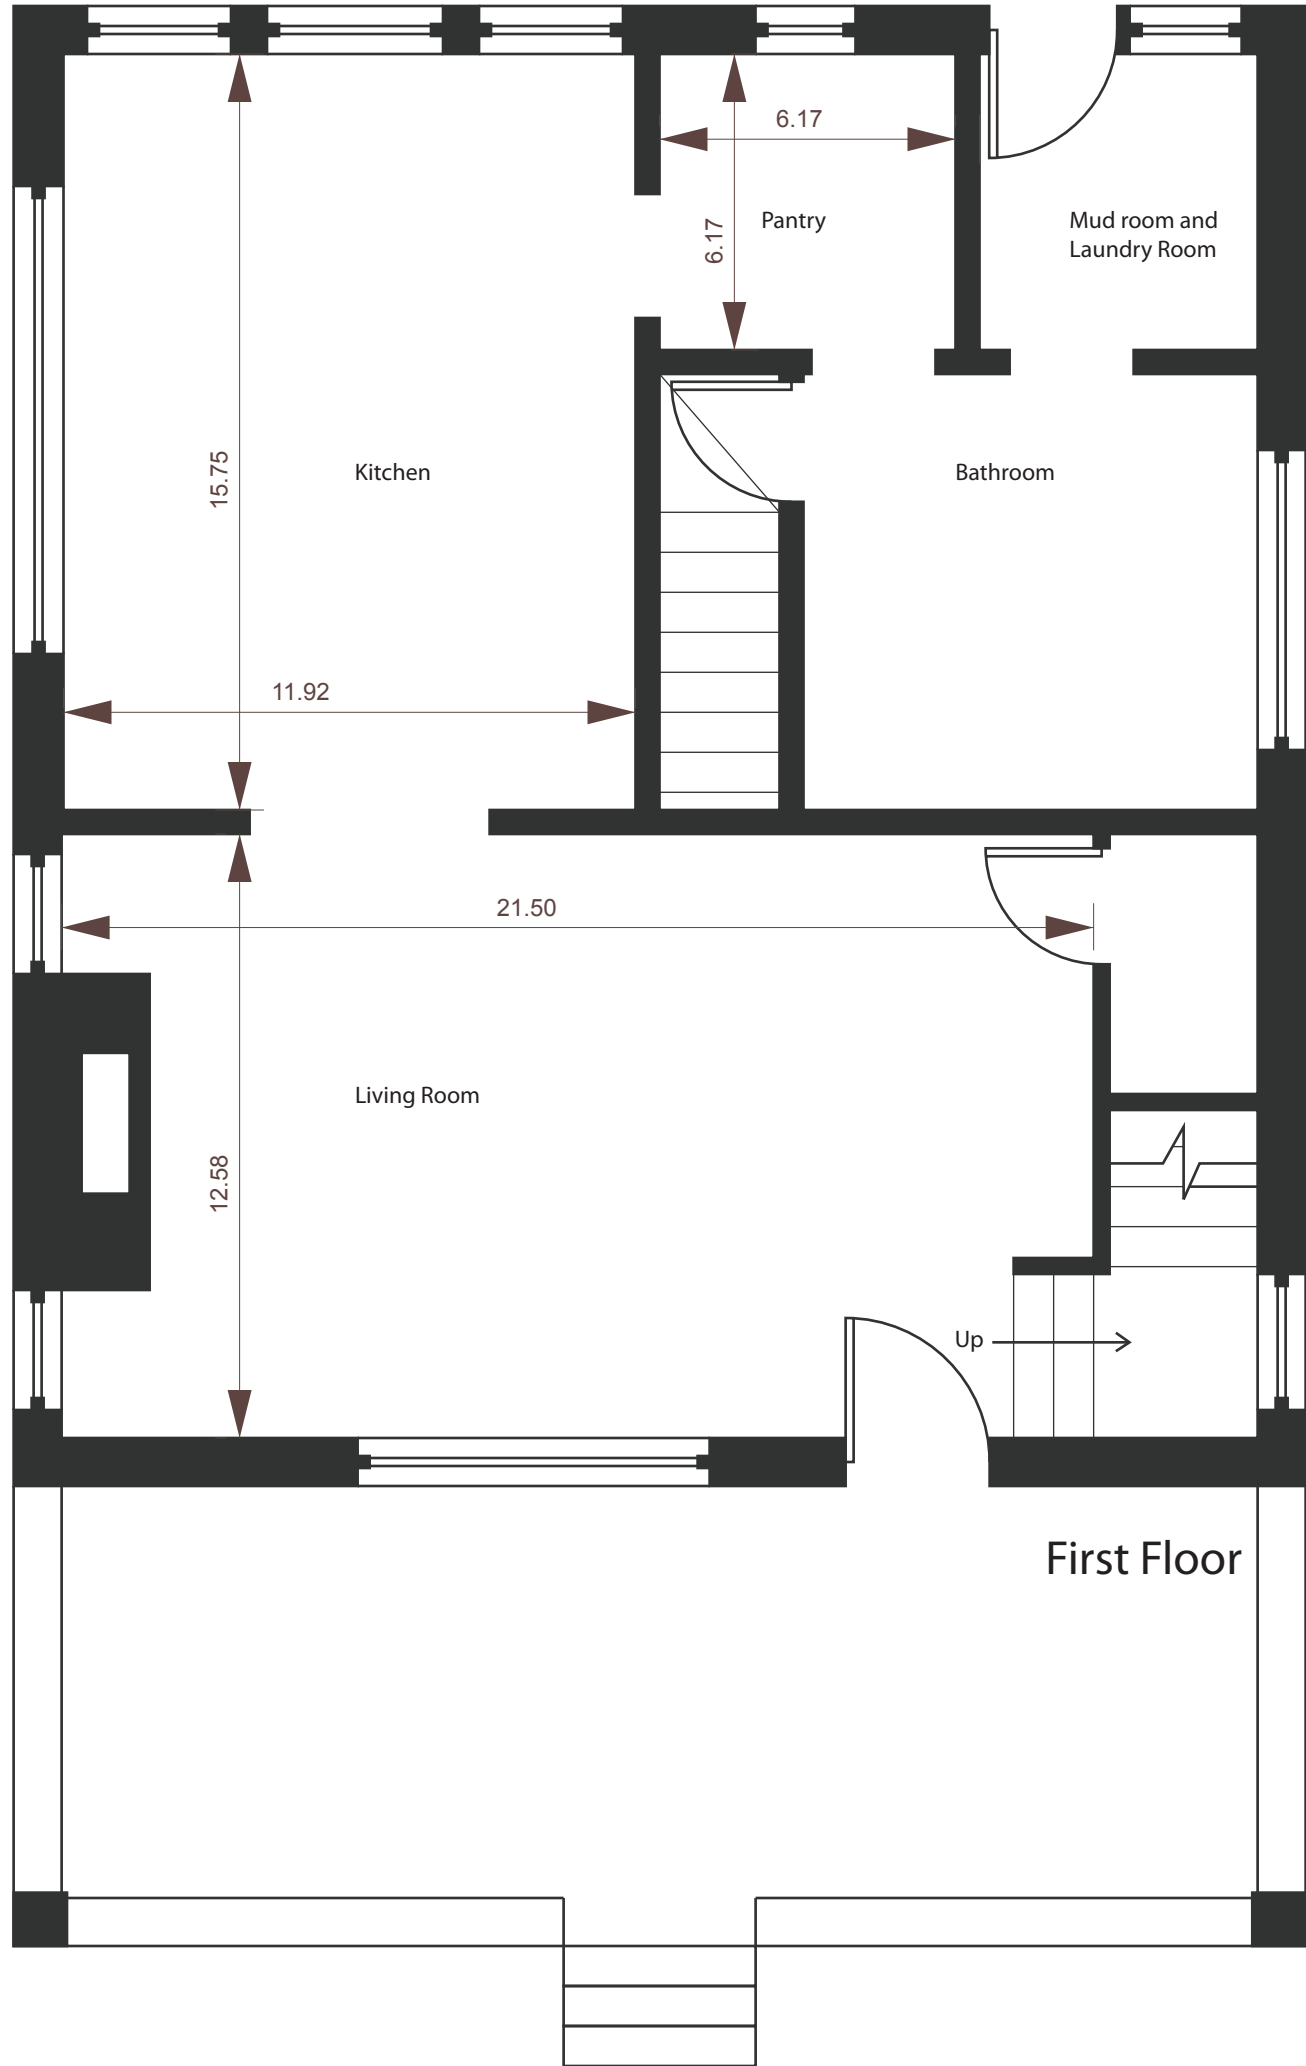 6.17
6.17
Pantry
Mud room and
Laundry Room
15.75
Kitchen
Bathroom
11.92
21.50
Living Room
12.58
Up
First Floor